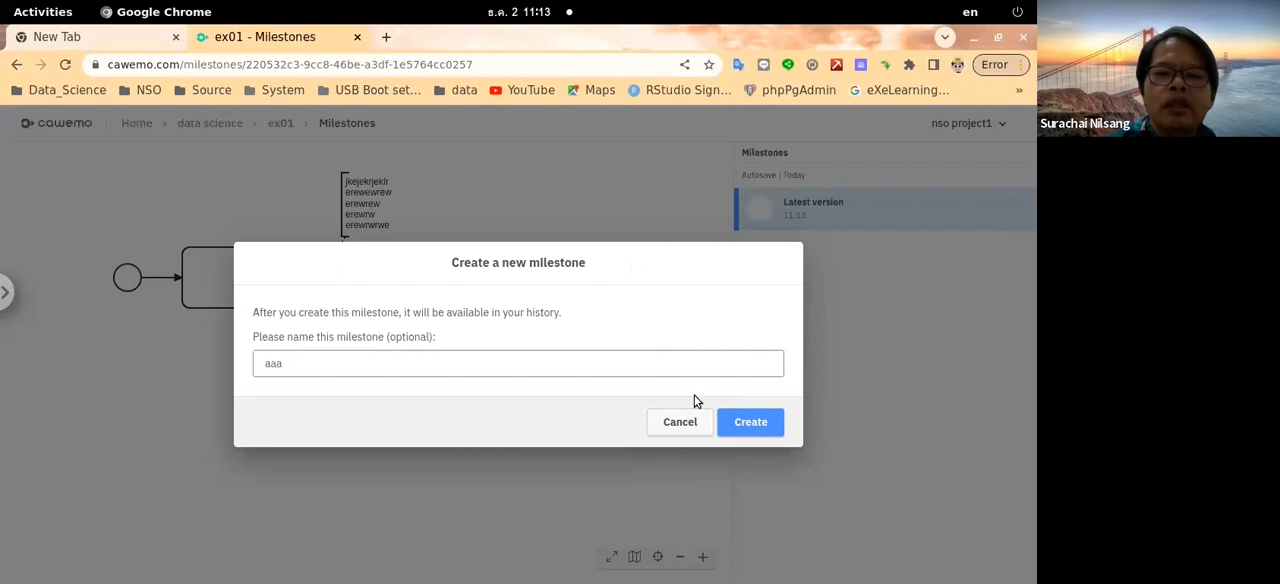 Activities
Google Chrome
ธ.ค. 2 11:13
en
New Tab
ex01 - Milestones
cawemo.com/milestones/220532c3-9cc8-46be-a3df-1e5764cc0257
Error
Data_Science
NSO
Source
System
USB Boot set...
data
YouTube
Maps
RStudio Sign...
phpPgAdmin
eXeLearning...
»
cawemo
Home
data science
ex01
Milestones
nso project1
Surachai Nilsang
Milestones
Autosave | Today
Latest version
11:13
jkejekrjeklr
erewewrew
erewrew
erewrw
erewrwrwe
Create a new milestone
After you create this milestone, it will be available in your history.
Please name this milestone (optional):
aaa
Cancel
Create